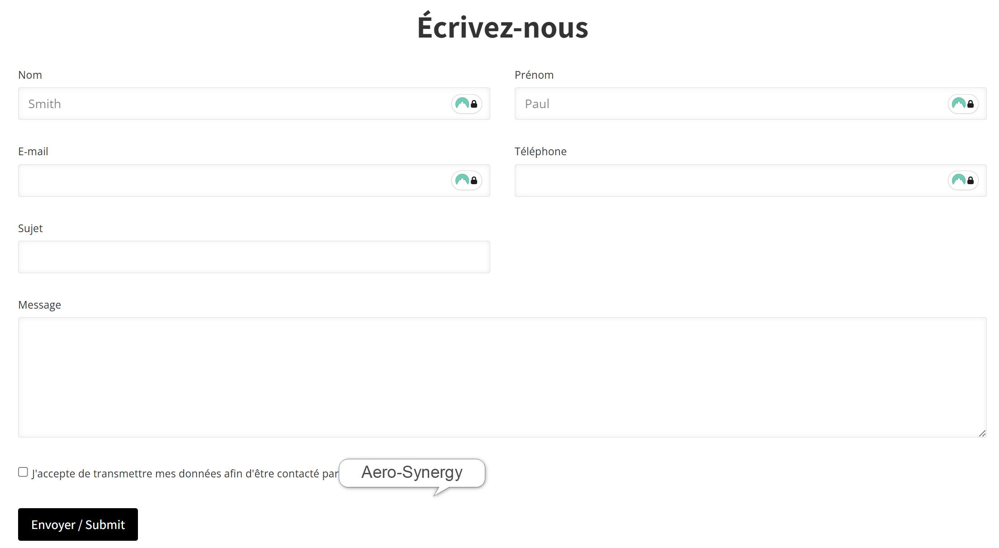 Écrivez-nous
Nom
Prénom
Smith
Paul
E-mail
Téléphone
Sujet
Message
J'accepte de transmettre mes données afin d'être contacté par Aero-Synergy
Envoyer / Submit